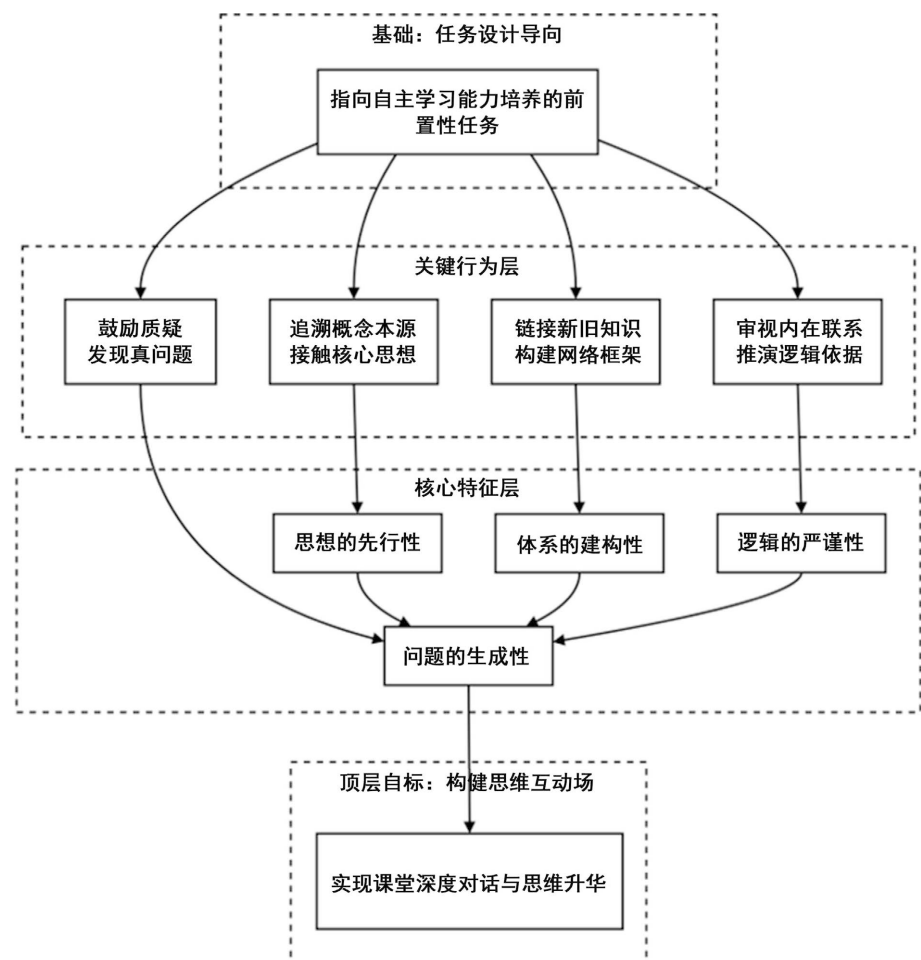 基础：任务设计导向
指向自主学习能力培养的前
置性任务
关键行为层
鼓励质疑
发现真问题
追溯概念本源
接触核心思想
链接新旧知识
构建网络框架
审视内在联系
推演逻辑依据
核心特征层
思想的先行性
体系的建构性
逻辑的严谨性
问题的生成性
顶层自标：构健思维互动场
实现课堂深度对话与思维升华